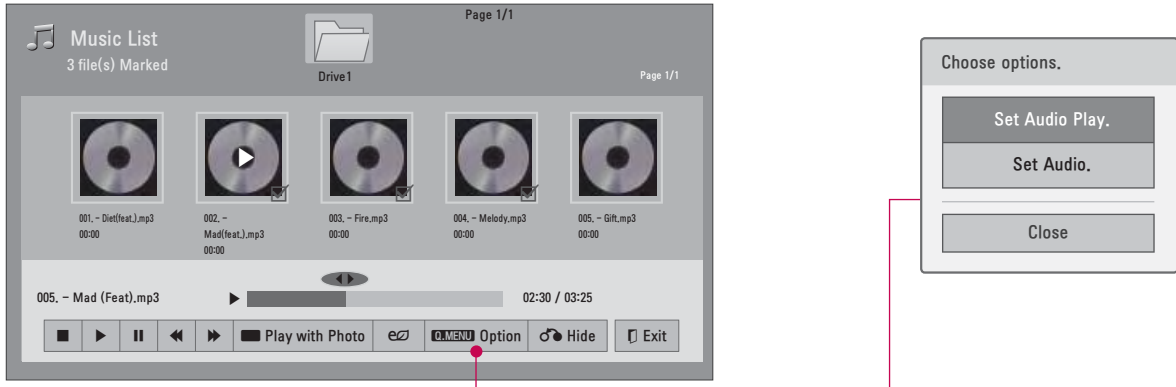 Page 1/1
Music List
3 file(s) Marked
Drive1
Page 1/1
001. - Diet(feat.).mp3
00:00
002. -
Mad(feat.).mp3
00:00
003. - Fire.mp3
00:00
004. - Melody.mp3
00:00
005. - Gift.mp3
00:00
005. - Mad (Feat).mp3
02:30 / 03:25
Play with Photo
e
Q.MENU Option
Hide
Exit
Choose options.
Set Audio Play.
Set Audio.
Close